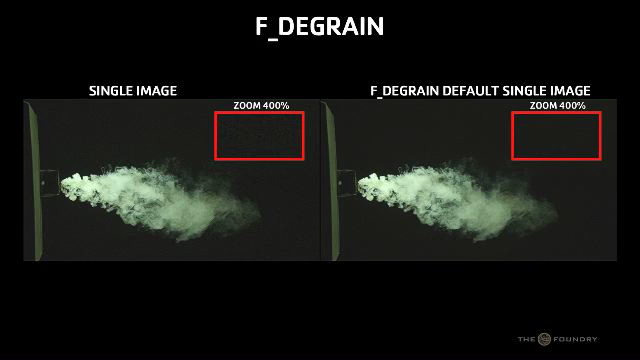 F_DEGRAIN
SINGLE IMAGE
F_DEGRAIN DEFAULT SINGLE IMAGE
ZOOM 400%
ZOOM 400%
THE FOUNDRY